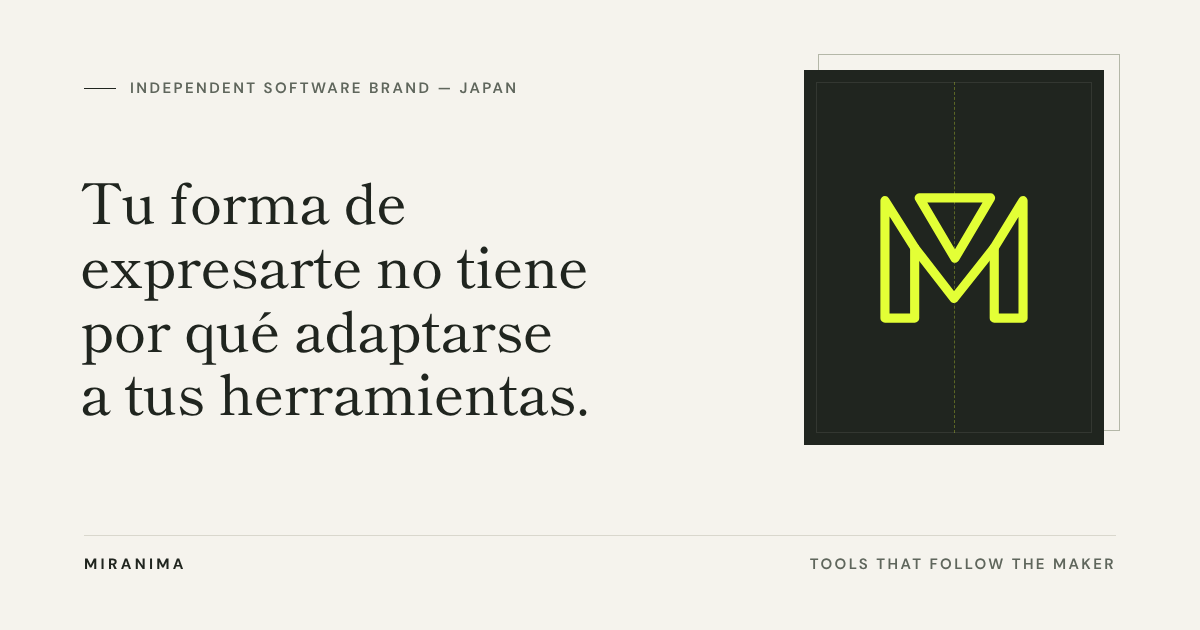 INDEPENDENT SOFTWARE BRAND — JAPAN
Tu forma de
expresarte no tiene
por qué adaptarse
a tus herramientas.
MIRANIMA
TOOLS THAT FOLLOW THE MAKER